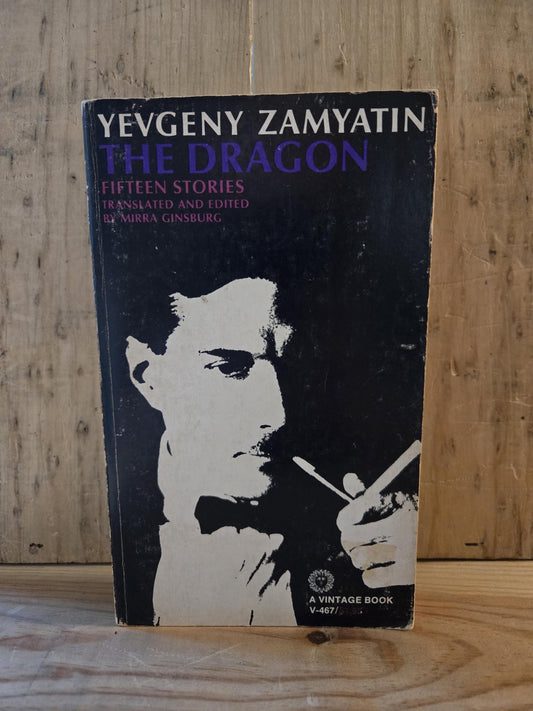 YEVGENY ZAMYATIN
THE DRAGON
FIFTEEN STORIES
TRANSLATED AND EDITED
BY MIRRA GINSBURG
A VINTAGE BOOK
V-467/